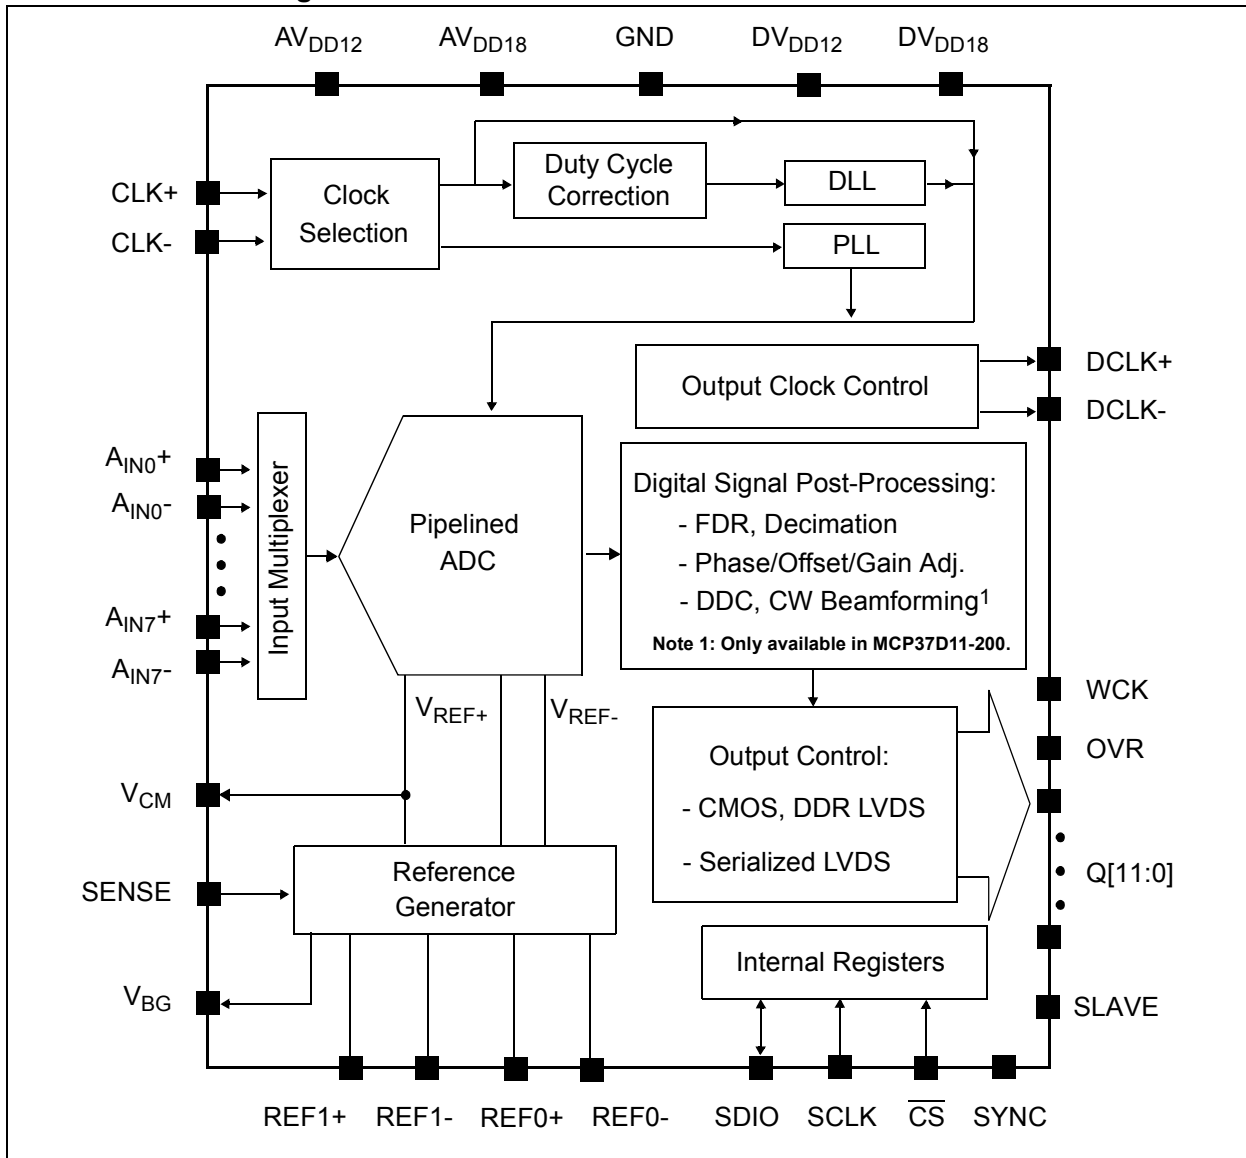 AVDD12
AVDD18
GND
DVDD12
DVDD18
CLK+
CLK-
Clock
Selection
Duty Cycle
Correction
DLL
PLL
Output Clock Control
DCLK+
DCLK-
AIN0+
AIN0-
AIN7+
AIN7-
Input Multiplexer
Pipelined
ADC
Digital Signal Post-Processing:
- FDR, Decimation
- Phase/Offset/Gain Adj.
- DDC, CW Beamforming1
Note 1: Only available in MCP37D11-200.
VREF+
VREF-
Output Control:
- CMOS, DDR LVDS
- Serialized LVDS
WCK
OVR
Q[11:0]
SLAVE
VCM
SENSE
VBG
Reference
Generator
Internal Registers
REF1+
REF1-
REF0+
REF0-
SDIO
SCLK
CS
SYNC